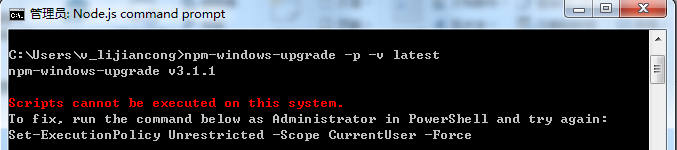 管理员: Node.js command prompt
C:\Users\v_lijiancong>npm-windows-upgrade -p -v latest
npm-windows-upgrade v3.1.1
Scripts cannot be executed on this system.
To fix, run the command below as Administrator in PowerShell and try again:
Set-ExecutionPolicy Unrestricted -Scope CurrentUser -Force